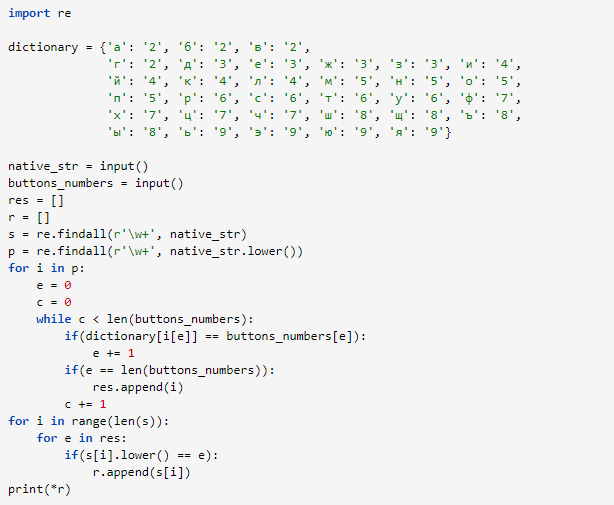 import re

dictionary = {'а': '2', 'б': '2', 'в': '2',
              'г': '2', 'д': '3', 'е': '3', 'ж': '3', 'з': '3', 'и': '4',
              'й': '4', 'к': '4', 'л': '4', 'м': '5', 'н': '5', 'о': '5',
              'п': '5', 'р': '6', 'с': '6', 'т': '6', 'у': '6', 'ф': '7',
              'х': '7', 'ц': '7', 'ч': '7', 'ш': '8', 'щ': '8', 'ъ': '8',
              'ы': '8', 'ь': '9', 'э': '9', 'ю': '9', 'я': '9'}

native_str = input()
buttons_numbers = input()
res = []
r = []
s = re.findall(r'\w+', native_str)
p = re.findall(r'\w+', native_str.lower())
for i in p:
    e = 0
    c = 0
    while c < len(buttons_numbers):
        if(dictionary[i[e]] == buttons_numbers[e]):
            e += 1
        if(e == len(buttons_numbers)):
            res.append(i)
        c += 1
for i in range(len(s)):
    for e in res:
        if(s[i].lower() == e):
            r.append(s[i])
print(*r)